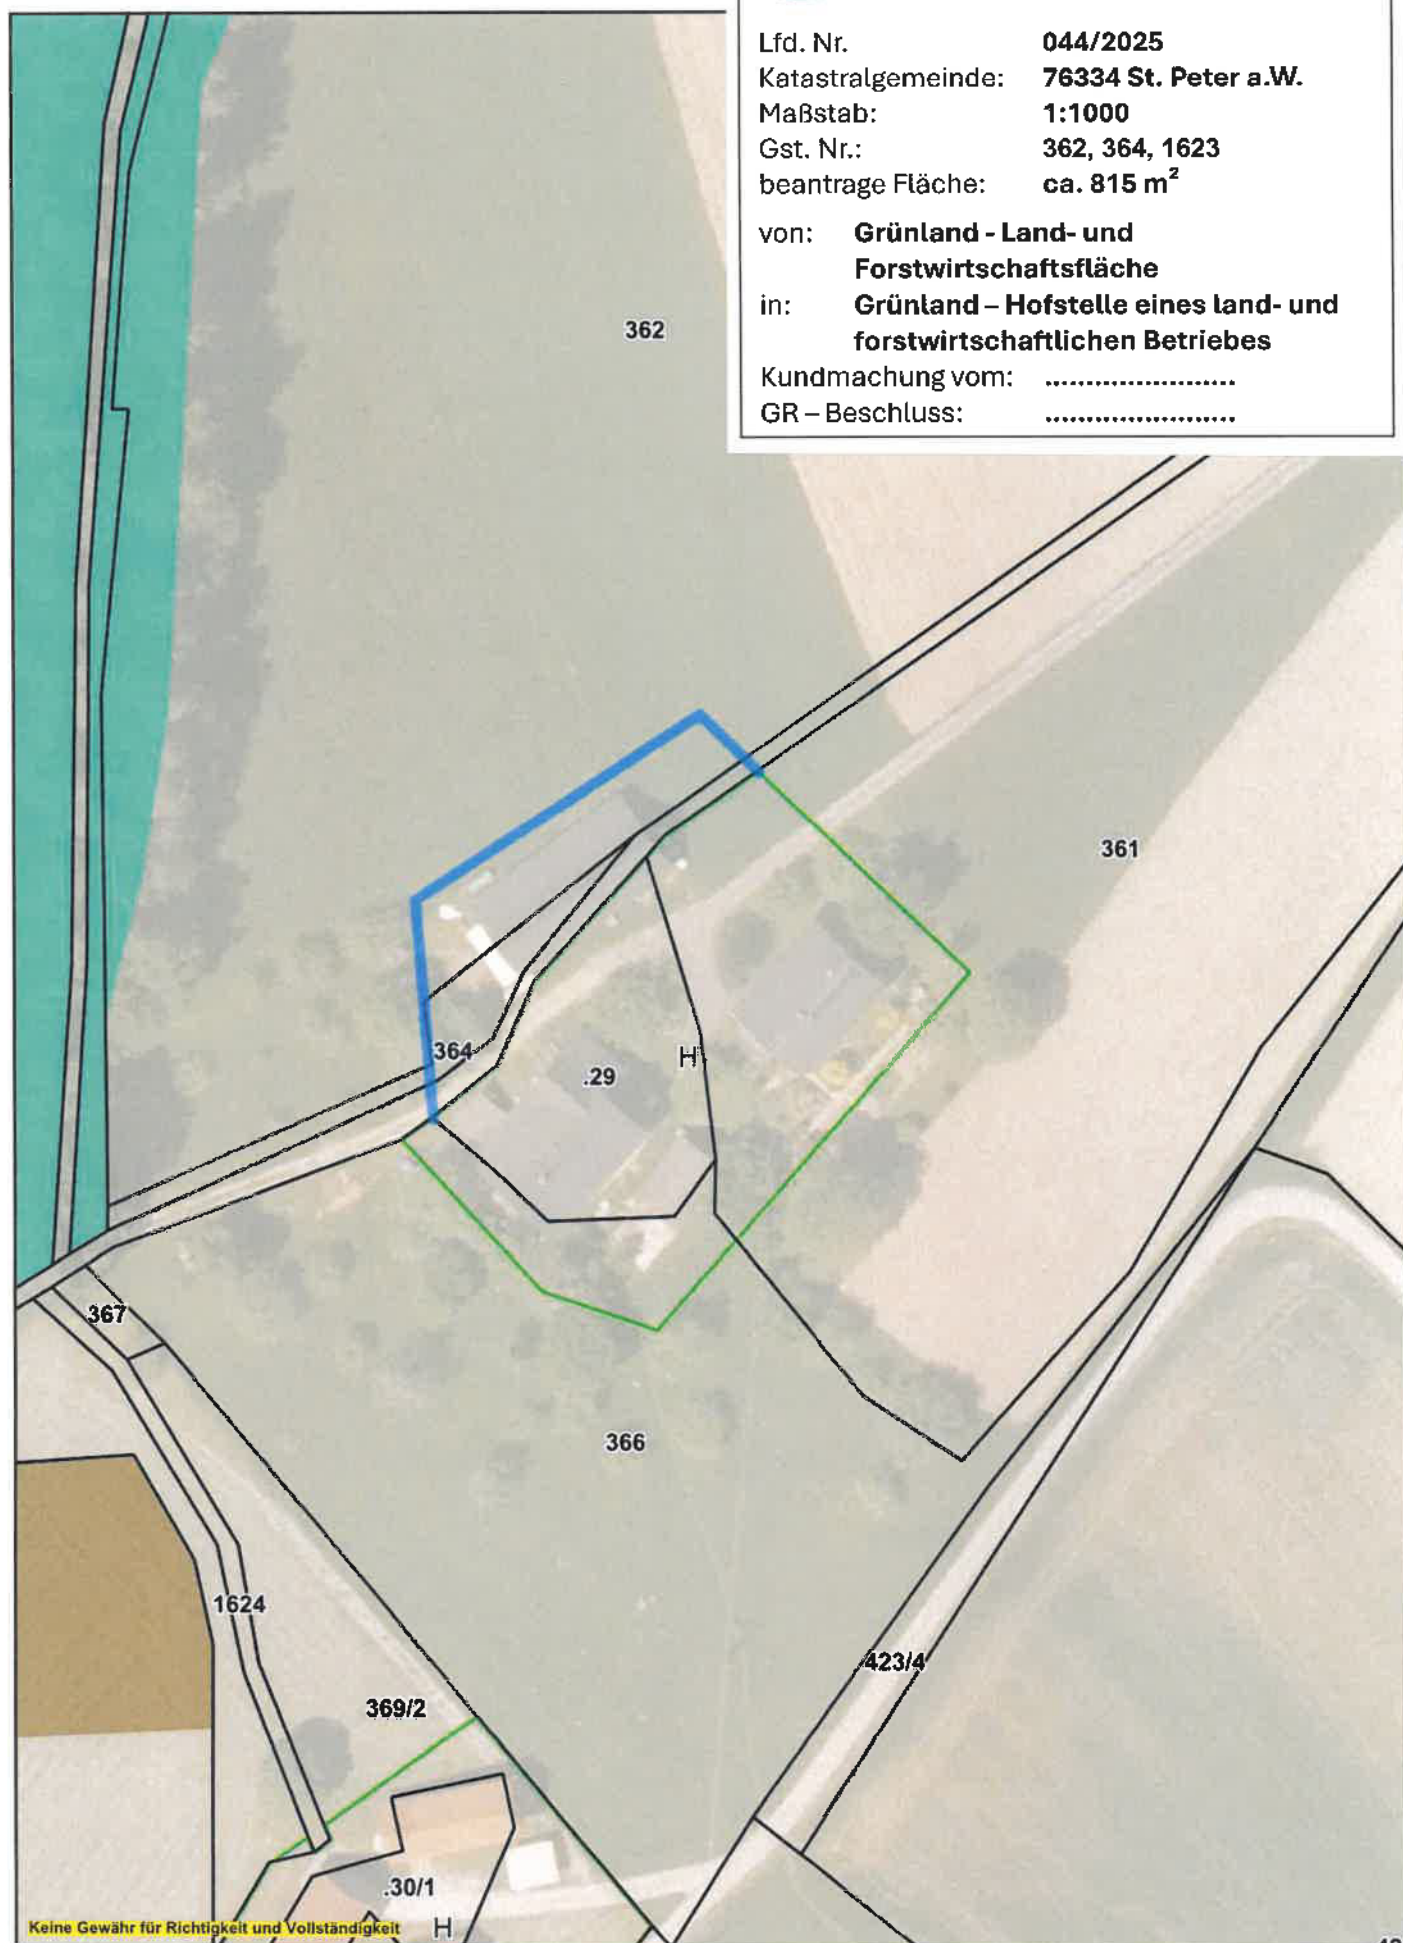 Lfd. Nr. 044/2025
Katastralgemeinde: 76334 St. Peter a.W.
Maßstab: 1:1000
Gst. Nr.: 362, 364, 1623
beantrage Fläche: ca. 815 m²
von: Grünland - Land- und
Forstwirtschaftsfläche
in: Grünland – Hofstelle eines land- und
forstwirtschaftlichen Betriebes
Kundmachung vom: .......................
GR – Beschluss: .......................
362
361
364
.29
H
367
366
1624
423/4
369/2
.30/1
H
Keine Gewähr für Richtigkeit und Vollständigkeit